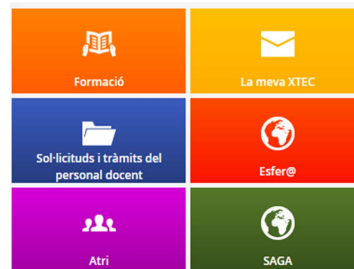 Formació
La meva XTEC
Sol·licituds i tràmits del
personal docent
Esfer@
Atri
SAGA